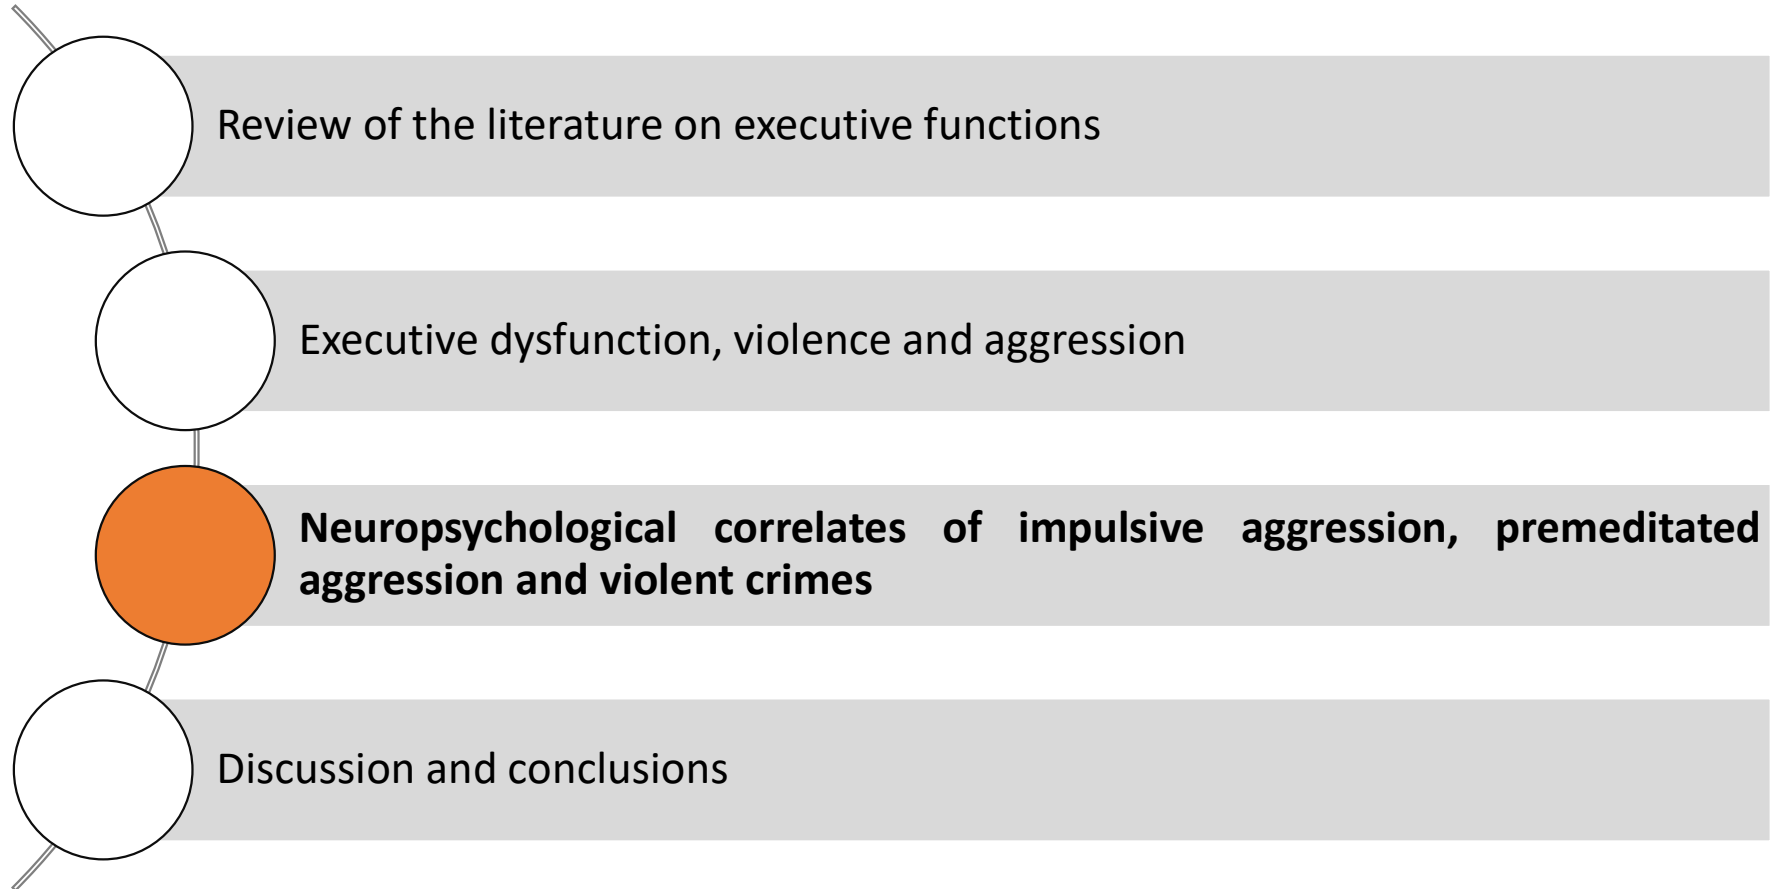 Review of the literature on executive functions
Executive dysfunction, violence and aggression
Neuropsychological correlates of impulsive aggression, premeditated
aggression and violent crimes
Discussion and conclusions